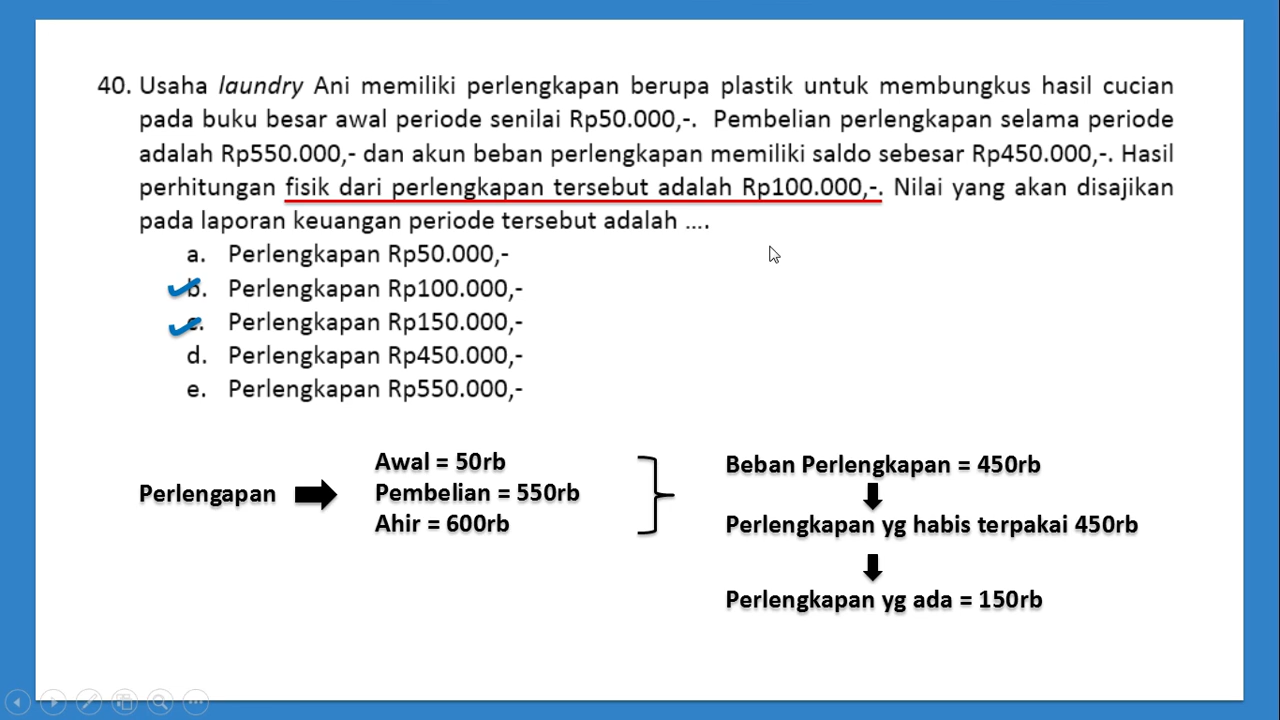 40. Usaha laundry Ani memiliki perlengkapan berupa plastik untuk membungkus hasil cucian
pada buku besar awal periode senilai Rp50.000,-. Pembelian perlengkapan selama periode
adalah Rp550.000,- dan akun beban perlengkapan memiliki saldo sebesar Rp450.000,-. Hasil
perhitungan fisik dari perlengkapan tersebut adalah Rp100.000,-. Nilai yang akan disajikan
pada laporan keuangan periode tersebut adalah ....
a. Perlengkapan Rp50.000,-
b. Perlengkapan Rp100.000,-
c. Perlengkapan Rp150.000,-
d. Perlengkapan Rp450.000,-
e. Perlengkapan Rp550.000,-
Perlengapan
Awal = 50rb
Pembelian = 550rb
Ahir = 600rb
Beban Perlengkapan = 450rb
Perlengkapan yg habis terpakai 450rb
Perlengkapan yg ada = 150rb